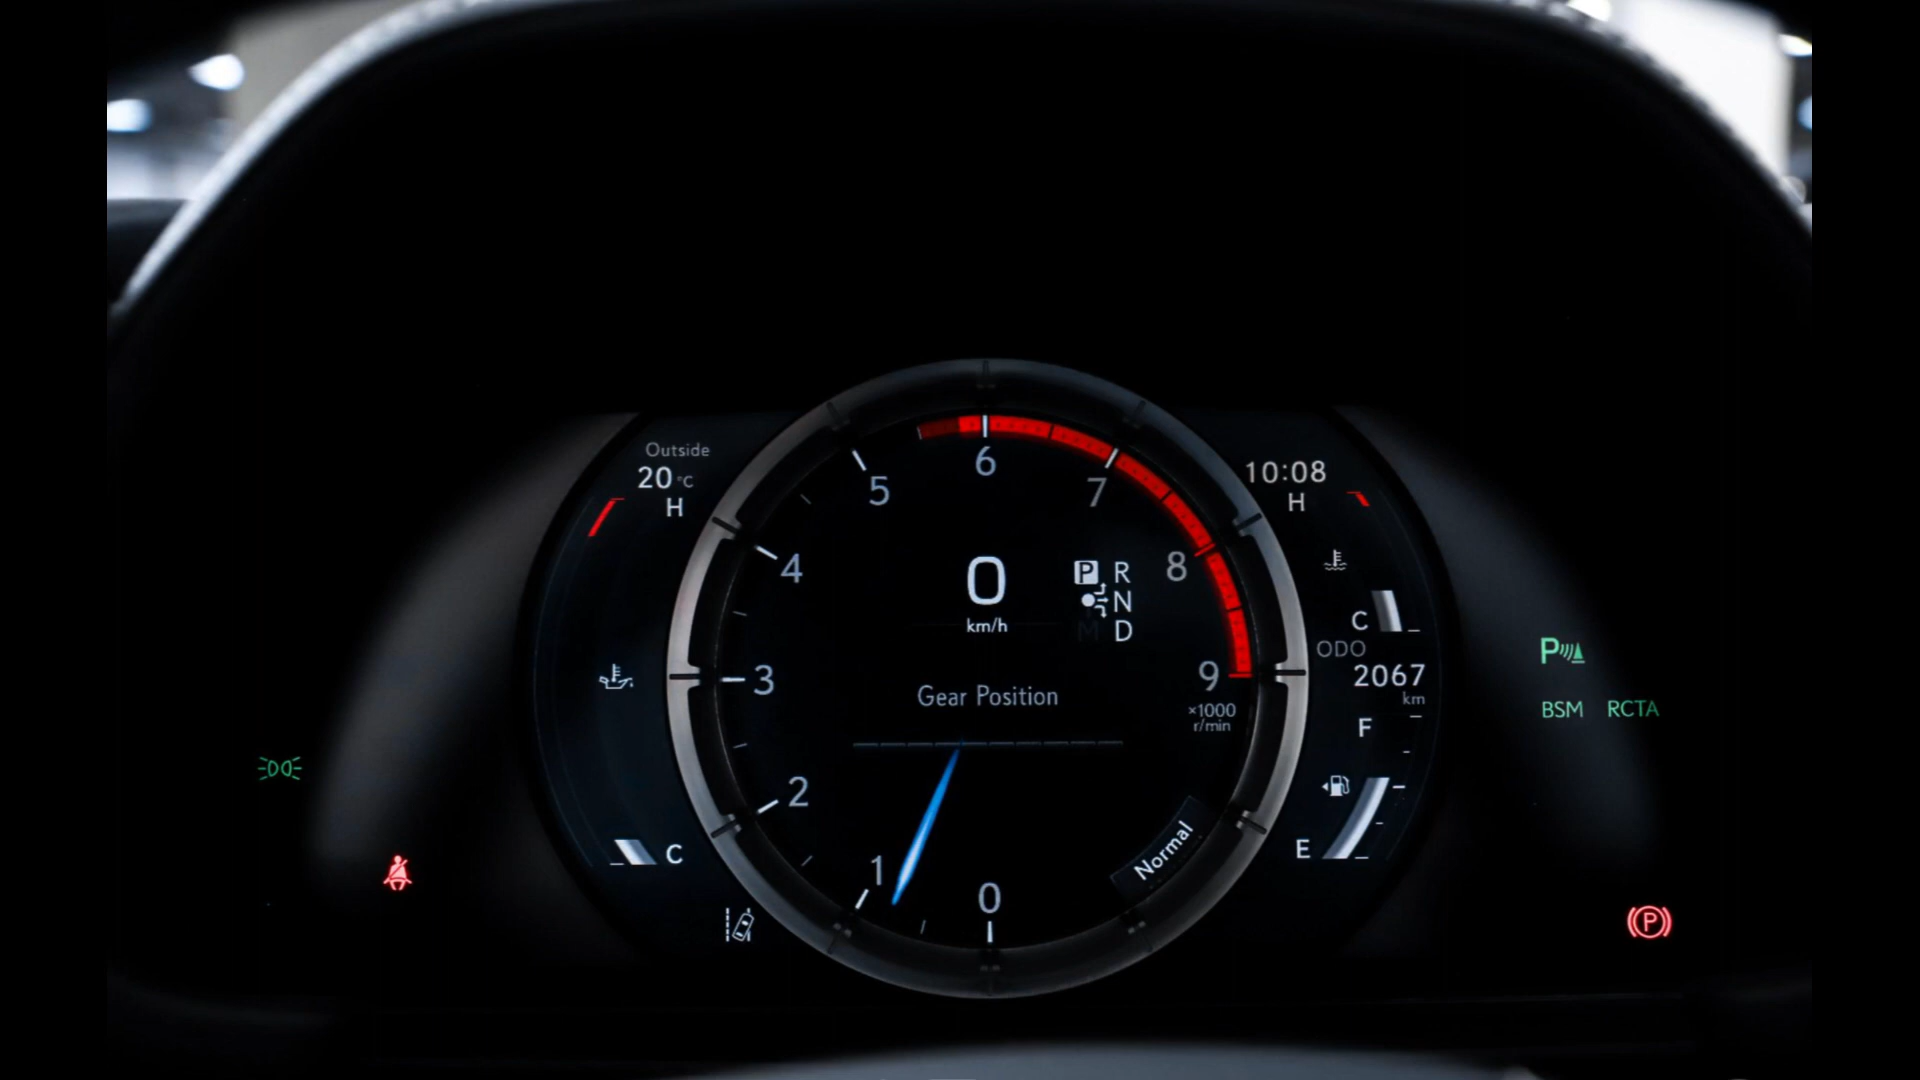 Outside
20 °C
H
C
6
5
7
4
8
3
9
2
1
0
×1000
r/min
0
km/h
P R
N
M D
Gear Position
Normal
10:08
H
C
ODO
2067
km
F
E
P
BSM RCTA
P